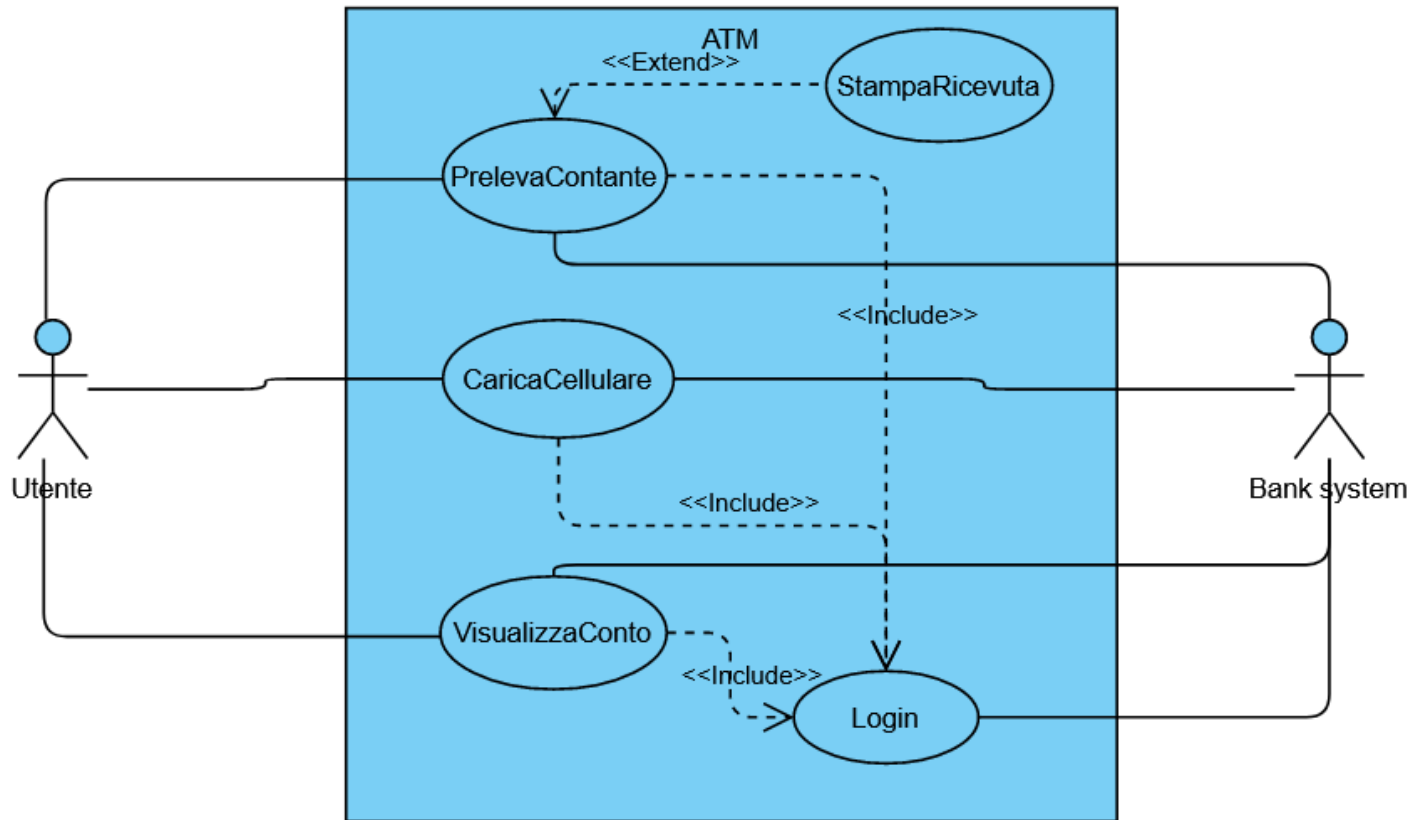 ATM
<<Extend>>
StampaRicevuta
PrelevaContante
<<Include>>
CaricaCellulare
Utente
Bank system
<<Include>>
VisualizzaConto
<<Include>>
Login